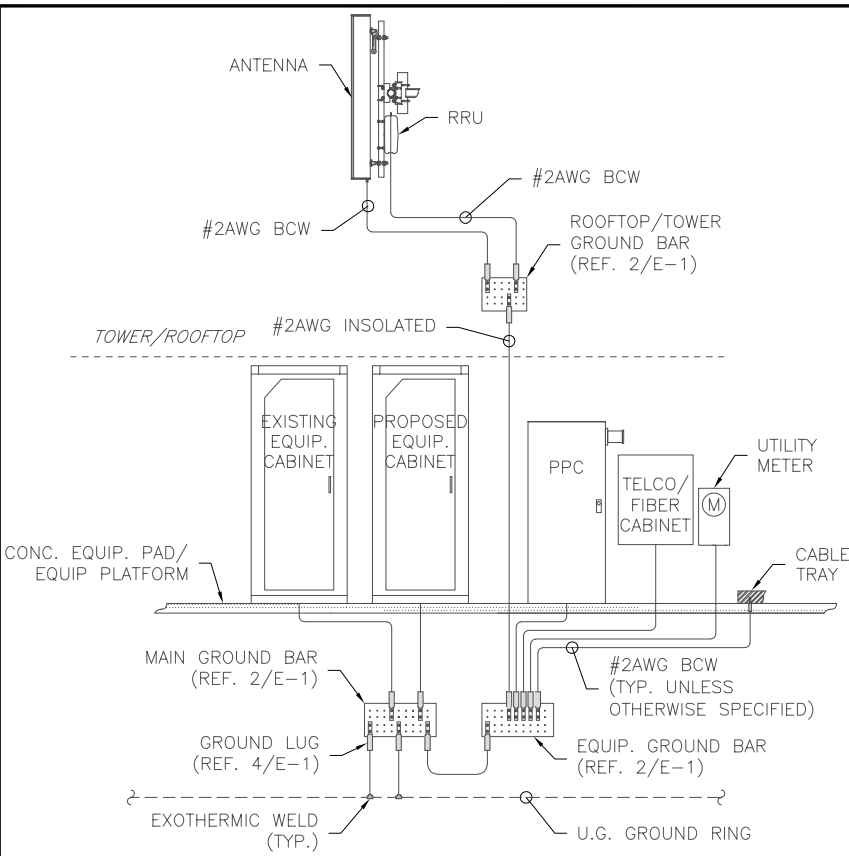 ANTENNA
RRU
#2AWG BCW
#2AWG BCW
ROOFTOP/TOWER
GROUND BAR
(REF. 2/E-1)
#2AWG INSOLATED
TOWER/ROOFTOP
EXISTING
EQUIP.
CABINET
PROPOSED
EQUIP.
CABINET
PPC
TELCO/
FIBER
CABINET
UTILITY
METER
M
CONC. EQUIP. PAD/
EQUIP PLATFORM
CABLE
TRAY
MAIN GROUND BAR
(REF. 2/E-1)
#2AWG BCW
(TYP. UNLESS
OTHERWISE SPECIFIED)
GROUND LUG
(REF. 4/E-1)
EQUIP. GROUND BAR
(REF. 2/E-1)
EXOTHERMIC WELD
(TYP.)
U.G. GROUND RING